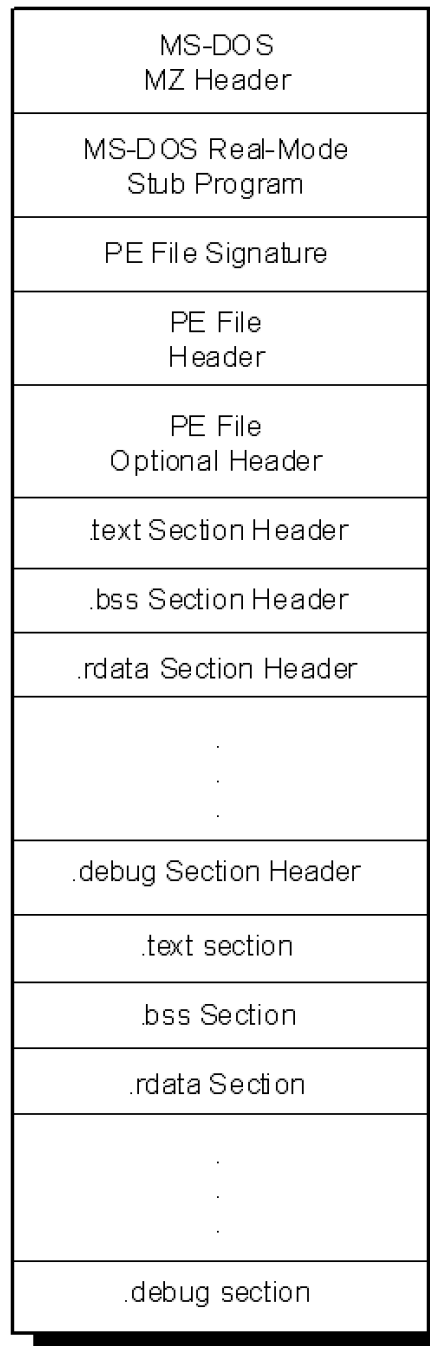 MS-DOS
MZ Header
MS-DOS Real-Mode
Stub Program
PE File Signature
PE File
Header
PE File
Optional Header
.text Section Header
.bss Section Header
.rdata Section Header
.
.
.
.debug Section Header
.text section
.bss Section
.rdata Section
.
.
.
.debug section